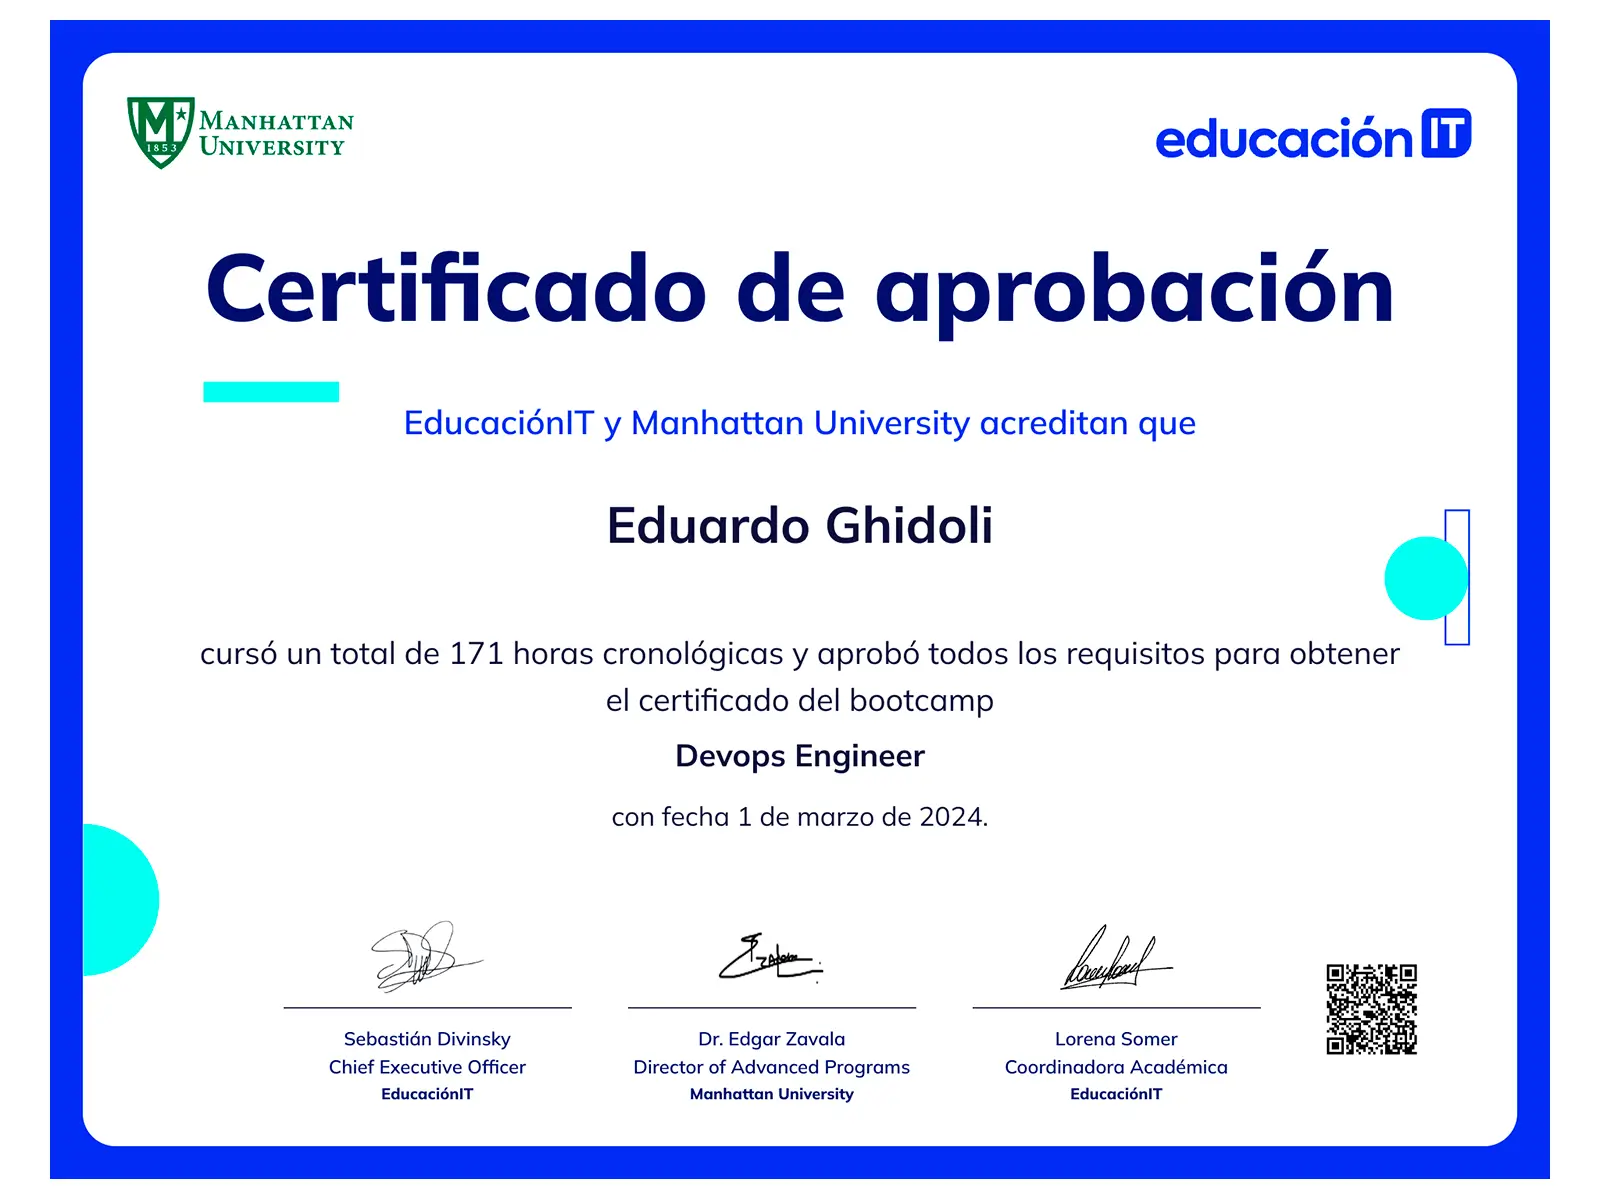 MANHATTAN
UNIVERSITY
1853
educación IT
Certificado de aprobación
EducaciónIT y Manhattan University acreditan que
Eduardo Ghidoli
cursó un total de 171 horas cronológicas y aprobó todos los requisitos para obtener
el certificado del bootcamp
Devops Engineer
con fecha 1 de marzo de 2024.
Sebastián Divinsky
Chief Executive Officer
EducaciónIT
Dr. Edgar Zavala
Director of Advanced Programs
Manhattan University
Lorena Somer
Coordinadora Académica
EducaciónIT